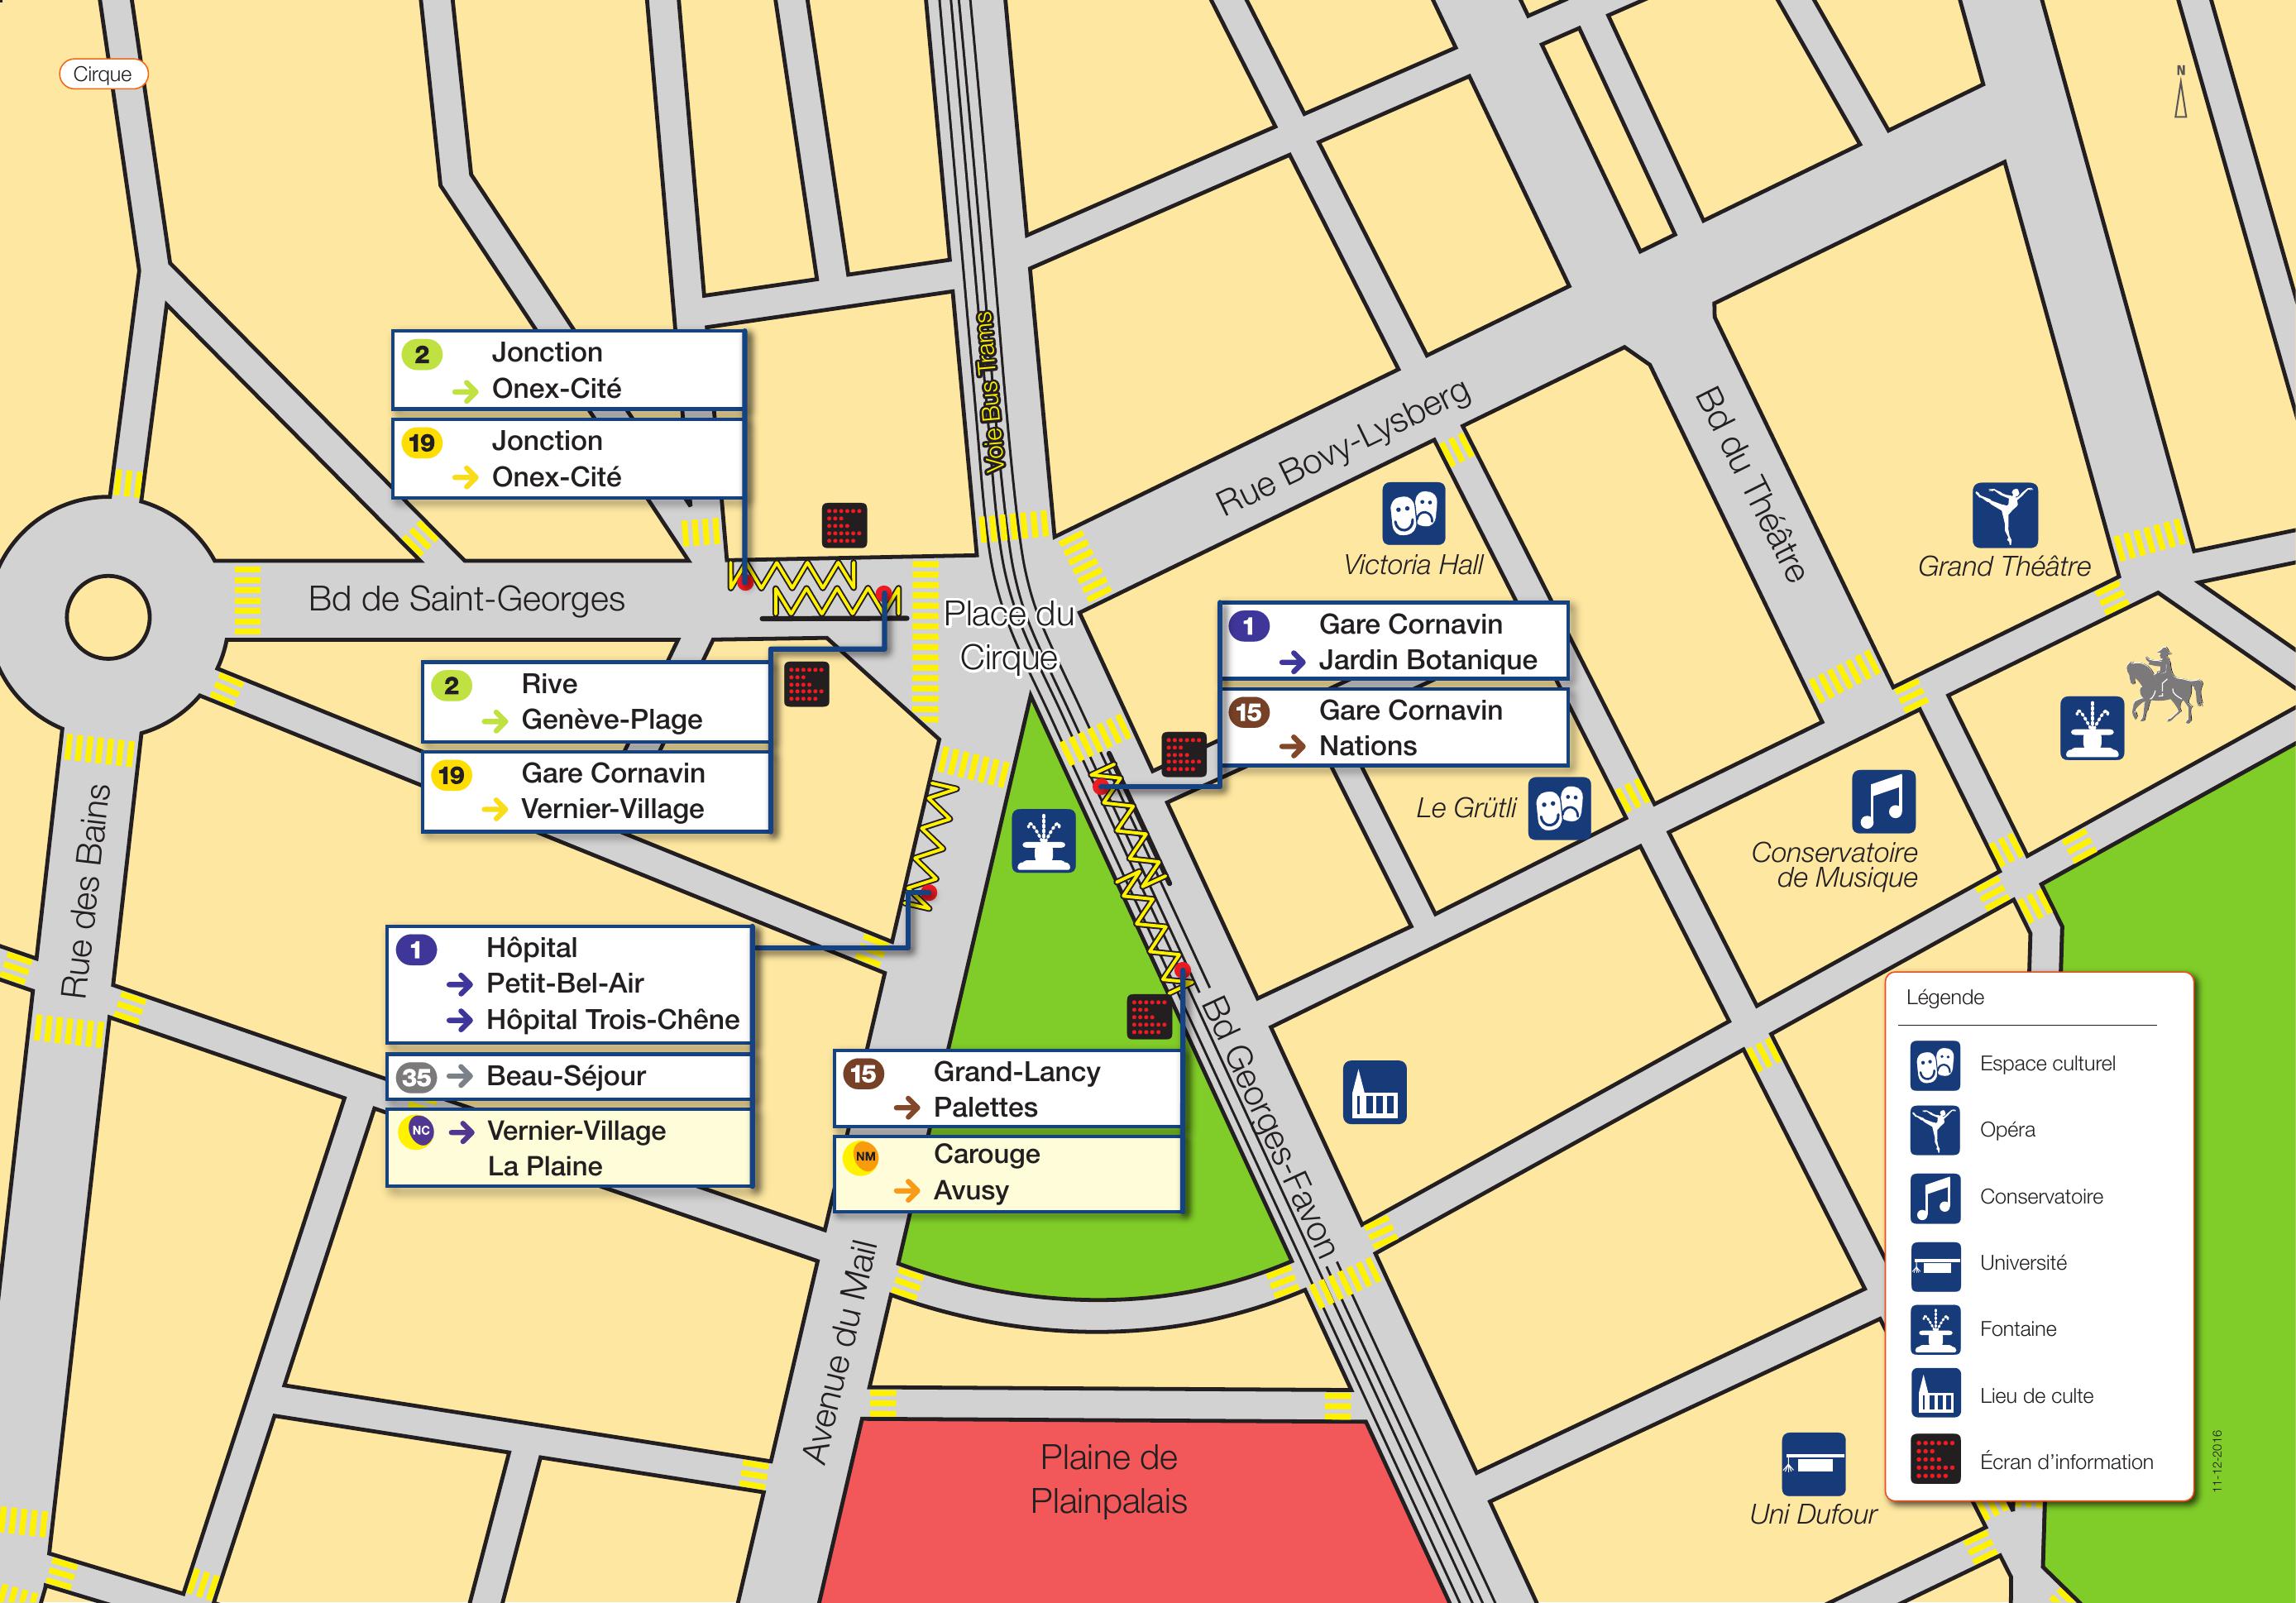 Cirque
N
Voie Bus Trams
2 Jonction
→ Onex-Cité
19 Jonction
→ Onex-Cité
Rue Bovy-Lysberg
Bd du Théâtre
Victoria Hall
Grand Théâtre
Bd de Saint-Georges
Place du
Cirque
1 Gare Cornavin
→ Jardin Botanique
15 Gare Cornavin
→ Nations
2 Rive
→ Genève-Plage
19 Gare Cornavin
→ Vernier-Village
Le Grütli
Conservatoire
de Musique
Rue des Bains
1 Hôpital
→ Petit-Bel-Air
→ Hôpital Trois-Chêne
35 → Beau-Séjour
NC → Vernier-Village
La Plaine
15 Grand-Lancy
→ Palettes
NM Carouge
→ Avusy
Bd Georges-Favon
Avenue du Mail
Plaine de
Plainpalais
Uni Dufour
Légende
Espace culturel
Opéra
Conservatoire
Université
Fontaine
Lieu de culte
Écran d'information
11-12-2016